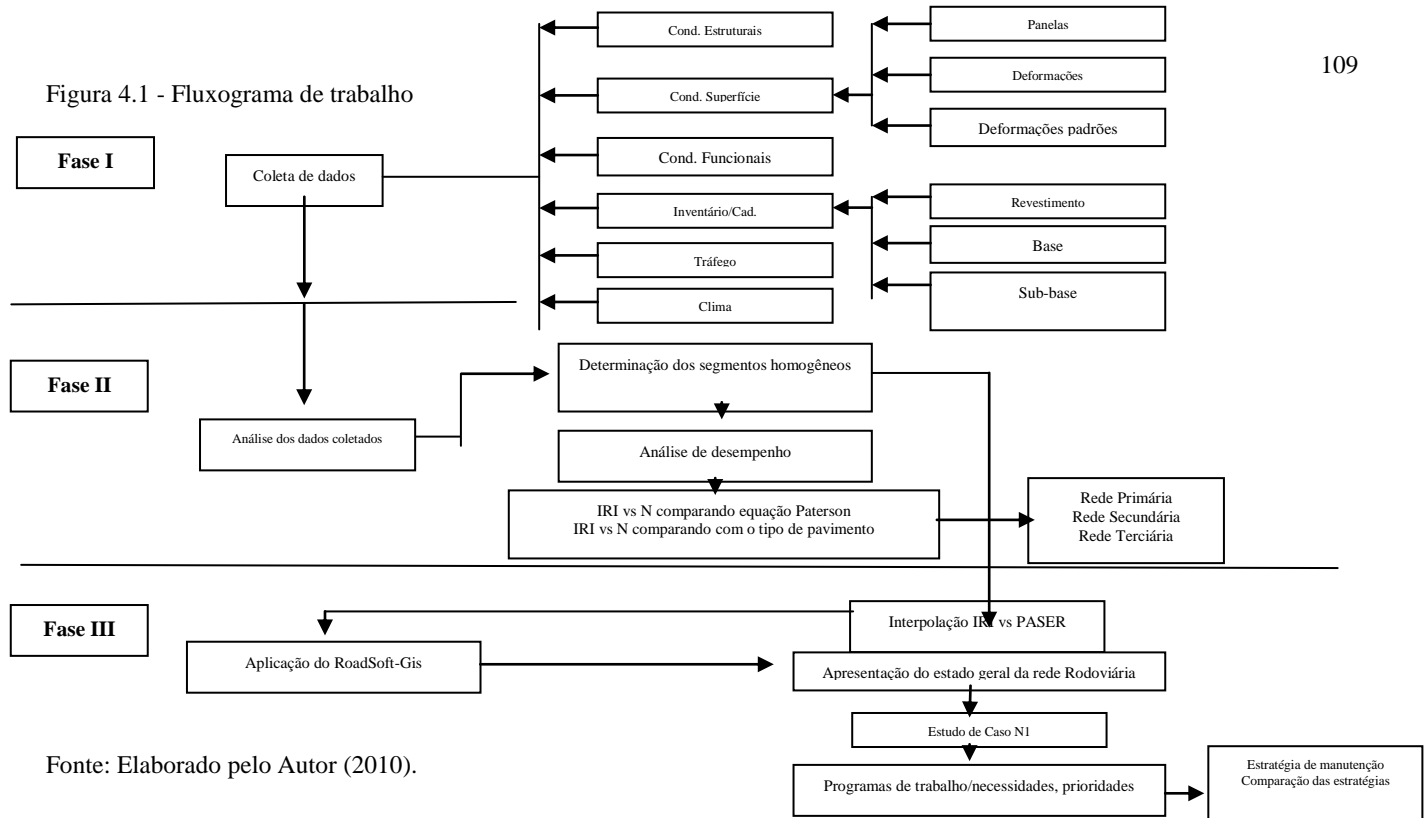 109
Figura 4.1 - Fluxograma de trabalho
Fase I
Coleta de dados
Cond. Estruturais
Cond. Superfície
Cond. Funcionais
Inventário/Cad.
Tráfego
Clima
Panelas
Deformações
Deformações padrões
Revestimento
Base
Sub-base
Fase II
Análise dos dados coletados
Determinação dos segmentos homogêneos
Análise de desempenho
IRI vs N comparando equação Paterson
IRI vs N comparando com o tipo de pavimento
Rede Primária
Rede Secundária
Rede Terciária
Fase III
Interpolação IRI vs PASER
Aplicação do RoadSoft-Gis
Apresentação do estado geral da rede Rodoviária
Estudo de Caso N1
Programas de trabalho/necessidades, prioridades
Estratégia de manutenção
Comparação das estratégias
Fonte: Elaborado pelo Autor (2010).